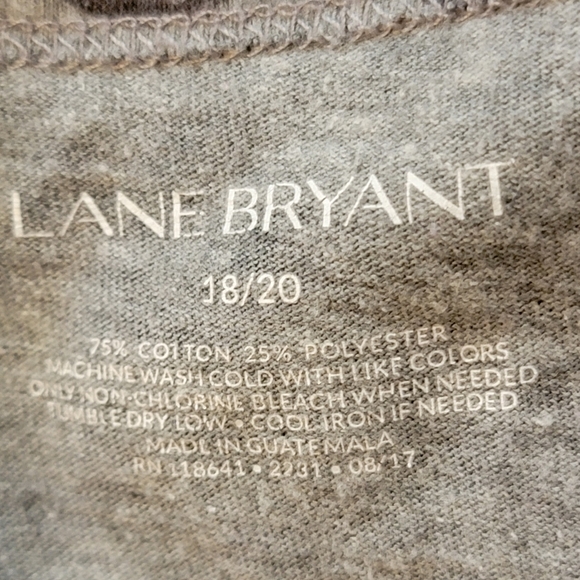 LANE BRYANT
18/20
75% COTTON 25% POLYESTER
MACHINE WASH COLD WITH LIKE COLORS
ONLY NON-CHLORINE BLEACH WHEN NEEDED
TUMBLE DRY LOW • COOL IRON IF NEEDED
MADE IN GUATEMALA
RN 118641 • 2231 • 08/17